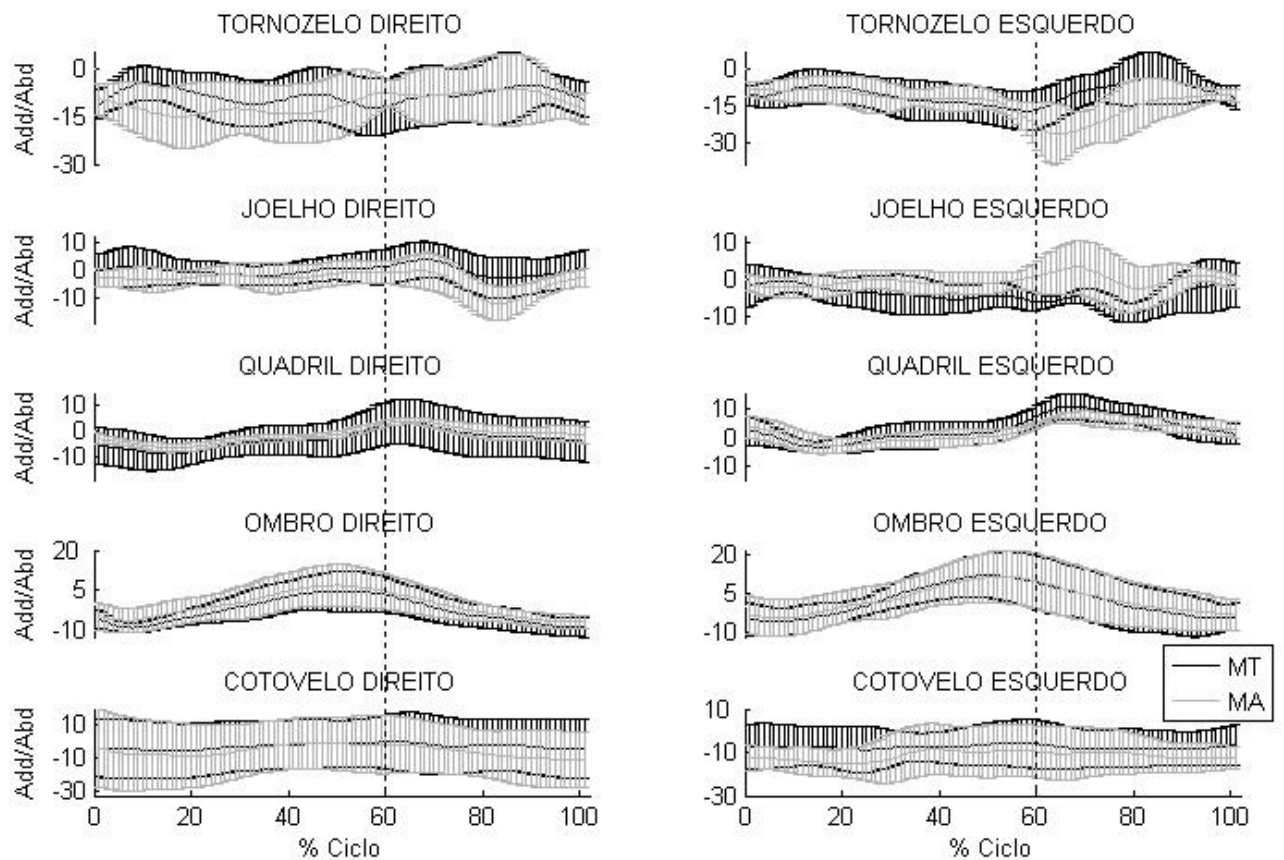 TORNOZELO DIREITO
TORNOZELO ESQUERDO
Add/Abd
0
-15
-30
0
-15
-30
JOELHO DIREITO
JOELHO ESQUERDO
Add/Abd
10
0
-10
10
0
-10
QUADRIL DIREITO
QUADRIL ESQUERDO
Add/Abd
10
0
-10
10
0
-10
OMBRO DIREITO
OMBRO ESQUERDO
Add/Abd
20
5
-10
20
5
-10
COTOVELO DIREITO
COTOVELO ESQUERDO
MT
MA
Add/Abd
10
-10
-30
10
-10
-30
0 20 40 60 80 100
0 20 40 60 80 100
% Ciclo
% Ciclo